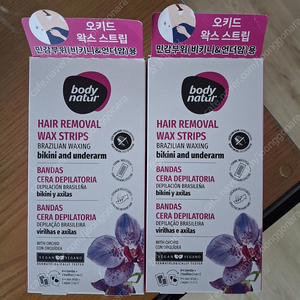 오키드
왁스 스트립
민감부위(비키니&언더암)용
body
natur
HAIR REMOVAL
WAX STRIPS
BRAZILIAN WAXING
bikini and underarm
BANDAS
CERA DEPILATORIA
DEPILACIÓN BRASILEÑA
bikini y axilas
BANDAS
CERA DEPILATÓRIA
DEPILAÇÃO BRASILEIRA
virilhas e axilas
WITH ORCHID
CON ORQUÍDEA
VEGAN
오키드
왁스 스트립
민감부위(비키니&언더암)용
body
natur
HAIR REMOVAL
WAX STRIPS
BRAZILIAN WAXING
bikini and underarm
BANDAS
CERA DEPILATORIA
DEPILACIÓN BRASILEÑA
bikini y axilas
BANDAS
CERA DEPILATÓRIA
DEPILAÇÃO BRASILEIRA
virilhas e axilas
WITH ORCHID
CON ORQUÍDEA
VEGAN